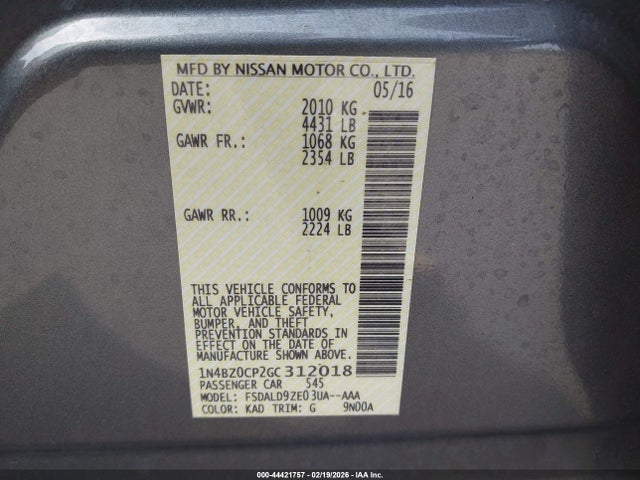 MFD BY NISSAN MOTOR CO., LTD.
DATE: 05/16
GVWR: 2010 KG
4431 LB
GAWR FR.: 1068 KG
2354 LB
GAWR RR.: 1009 KG
2224 LB
THIS VEHICLE CONFORMS TO
ALL APPLICABLE FEDERAL
MOTOR VEHICLE SAFETY,
BUMPER, AND THEFT
PREVENTION STANDARDS IN
EFFECT ON THE DATE OF
MANUFACTURE SHOWN ABOVE.
1N4BZ0CP2GC312018
PASSENGER CAR 545
MODEL: FSDALD9ZE03UA--AAA
COLOR: KAD TRIM: G 9N00A
000-44421757 - 02/19/2026 - IAA Inc.